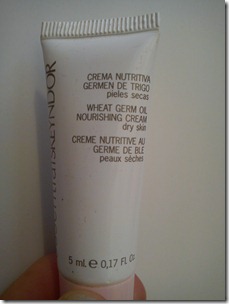 CREMA NUTRITIVA
GERMEN DE TRIGO
pieles secas
WHEAT GERM OIL
NOURISHING CREAM
dry skin
CREME NUTRITIVE AU
GERME DE BLE
peaux sèches
5 ml. e 0,17 Fl. Oz